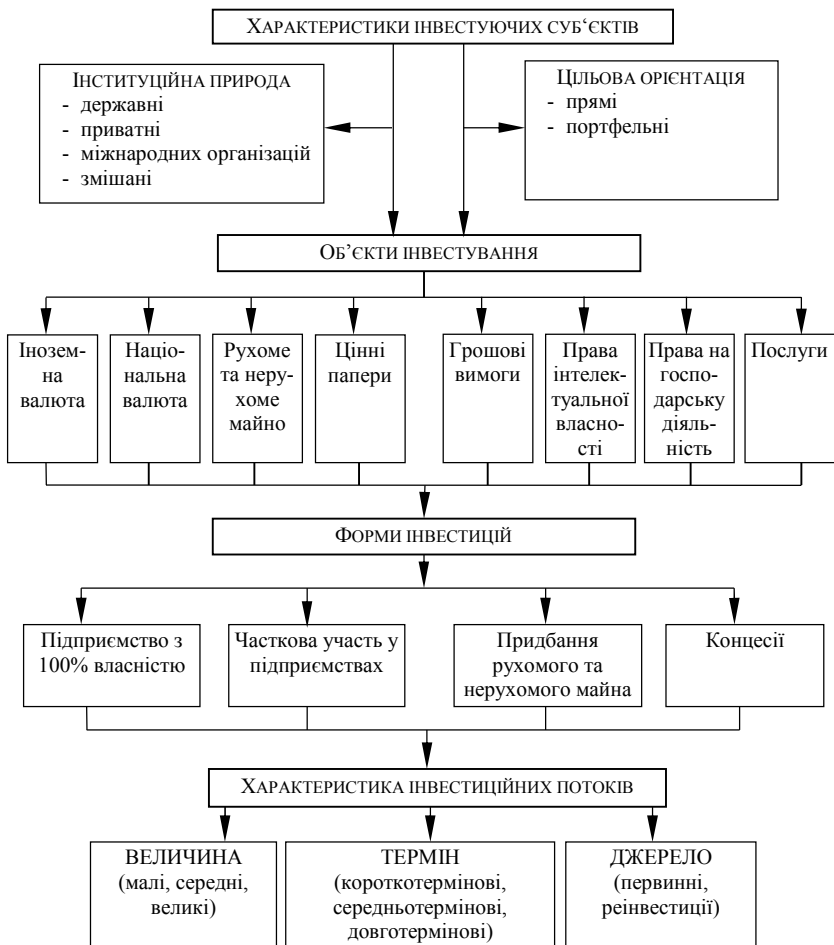 ХАРАКТЕРИСТИКИ ІНВЕСТУЮЧИХ СУБ‘ЄКТІВ
ІНСТИТУЦІЙНА ПРИРОДА
- державні
- приватні
- міжнародних організацій
- змішані
ЦІЛЬОВА ОРІЄНТАЦІЯ
- прямі
- портфельні
ОБ’ЄКТИ ІНВЕСТУВАННЯ
Інозем-
на
валюта
Націо-
нальна
валюта
Рухоме
та неру-
хоме
майно
Цінні
папери
Грошові
вимоги
Права
інтелек-
туальної
власно-
сті
Права на
госпо-
дарську
діяль-
ність
Послуги
ФОРМИ ІНВЕСТИЦІЙ
Підприємство з
100% власністю
Часткова участь у
підприємствах
Придбання
рухомого та
нерухомого майна
Концесії
ХАРАКТЕРИСТИКА ІНВЕСТИЦІЙНИХ ПОТОКІВ
ВЕЛИЧИНА
(малі, середні,
великі)
ТЕРМІН
(короткотермінові,
середньотермінові,
довготермінові)
ДЖЕРЕЛО
(первинні,
реінвестиції)